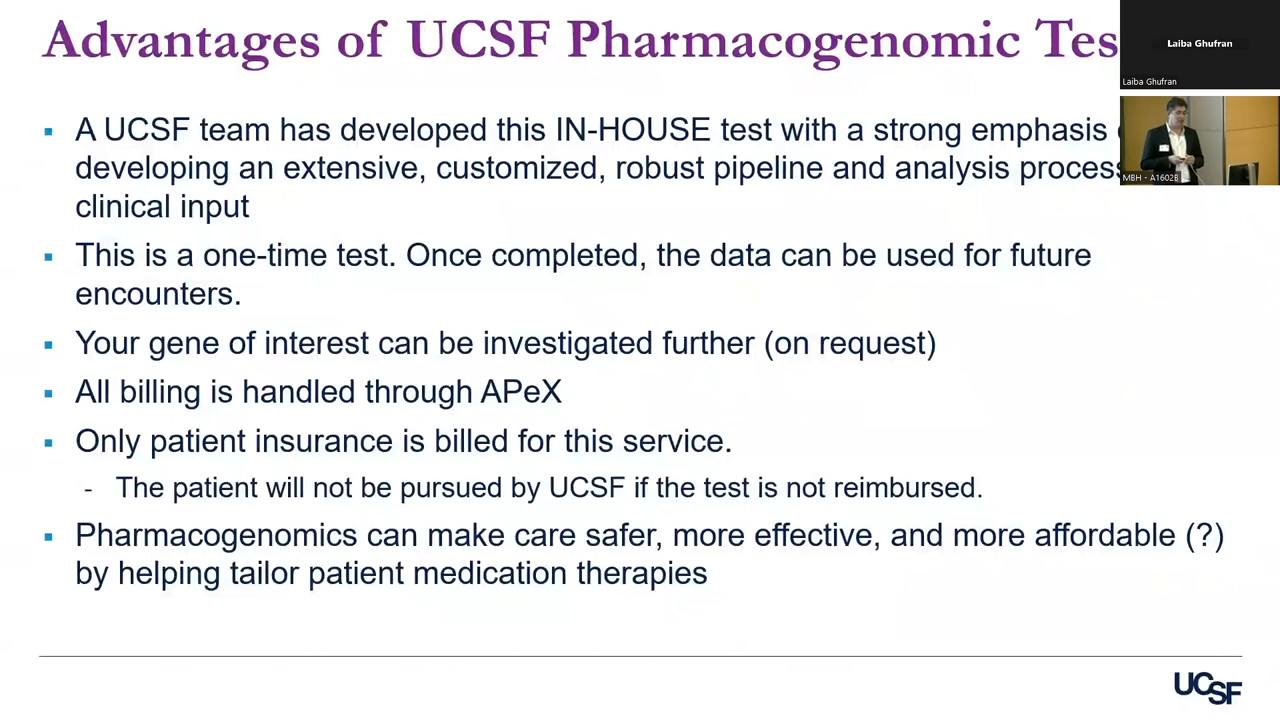 Advantages of UCSF Pharmacogenomic Tes
Laiba Ghufran
Laiba Ghufran
MBH - A1602B
▪ A UCSF team has developed this IN-HOUSE test with a strong emphasis
developing an extensive, customized, robust pipeline and analysis process
clinical input
▪ This is a one-time test. Once completed, the data can be used for future
encounters.
▪ Your gene of interest can be investigated further (on request)
▪ All billing is handled through APeX
▪ Only patient insurance is billed for this service.
- The patient will not be pursued by UCSF if the test is not reimbursed.
▪ Pharmacogenomics can make care safer, more effective, and more affordable (?)
by helping tailor patient medication therapies
UCSF